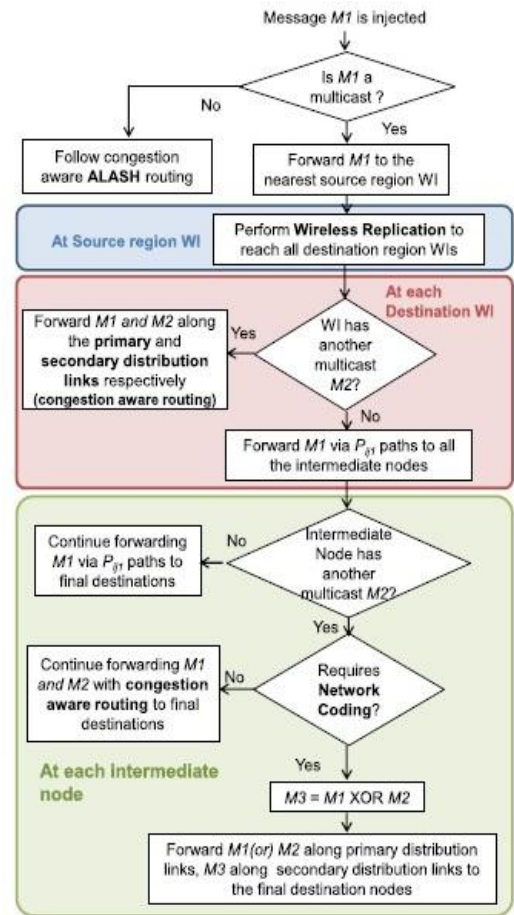 Message M1 is injected
Is M1 a
multicast ?
No
Yes
Follow congestion
aware ALASH routing
Forward M1 to the
nearest source region WI
At Source region WI
Perform Wireless Replication to
reach all destination region WIs
At each
Destination WI
Forward M1 and M2 along
the primary and
secondary distribution
links respectively
(congestion aware routing)
Yes
WI has
another multicast
M2?
No
Forward M1 via Pij1 paths to all
the intermediate nodes
Continue forwarding
M1 via Pij1 paths to
final destinations
No
Intermediate
Node has
another
multicast M2?
Yes
Continue forwarding M1
and M2 with congestion
aware routing to final
destinations
No
Requires
Network
Coding?
Yes
At each intermediate
node
M3 = M1 XOR M2
Forward M1(or) M2 along primary distribution
links, M3 along secondary distribution links to
the final destination nodes